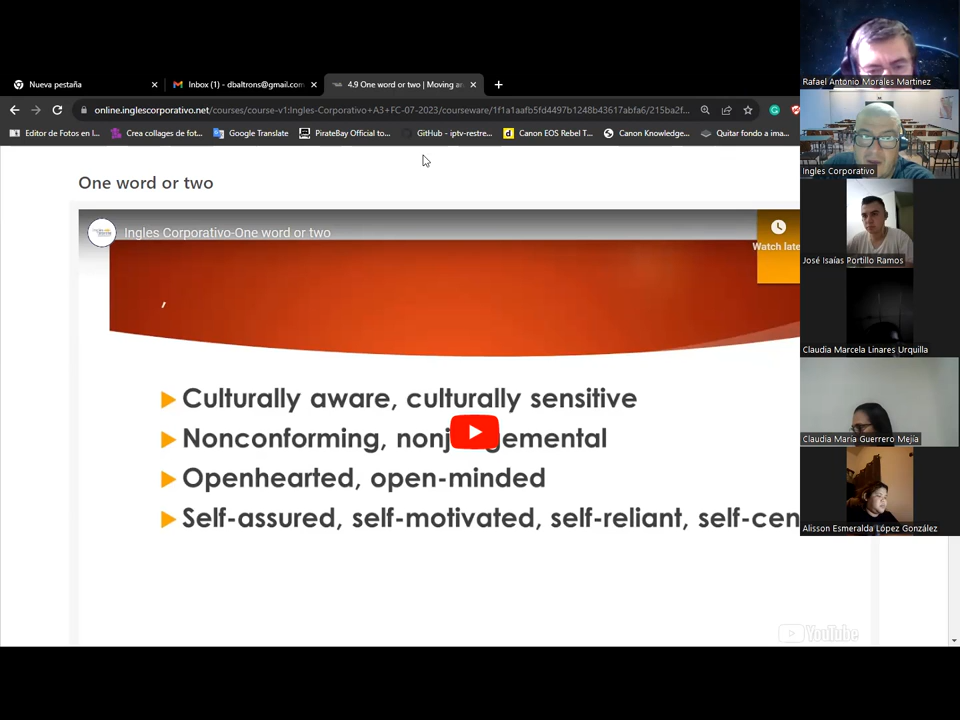 Nueva pestaña
Inbox (1) - dbaltrons@gmail.com
4.9 One word or two | Moving a
online.inglescorporativo.net/courses/course-v1:Ingles-Corporativo+A3+FC-07-2023/courseware/1f1a1aafb5fd4497b1248b43617abfa6/215ba2f...
Editor de Fotos en l...
Crea collages de fot...
Google Translate
PirateBay Official to...
GitHub - iptv-restre...
Canon EOS Rebel T...
Canon Knowledge...
Quitar fondo a ima...
One word or two
Ingles Corporativo-One word or two
Watch late
,
Culturally aware, culturally sensitive
Nonconforming, nonj gemental
Openhearted, open-minded
Self-assured, self-motivated, self-reliant, self-cen
YouTube
Rafael Antonio Morales Martinez
Ingles Corporativo
José Isaías Portillo Ramos
Claudia Marcela Linares Urquilla
Claudia María Guerrero Mejía
Alisson Esmeralda López González